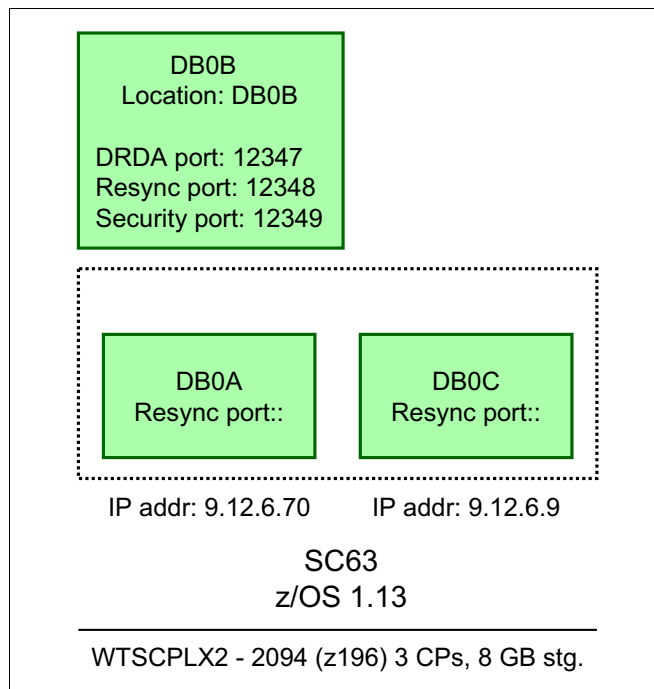 DB0B
Location: DB0B
DRDA port: 12347
Resync port: 12348
Security port: 12349
DB0A
Resync port::
DB0C
Resync port::
IP addr: 9.12.6.70
IP addr: 9.12.6.9
SC63
z/OS 1.13
WTSCPLX2 - 2094 (z196) 3 CPs, 8 GB stg.